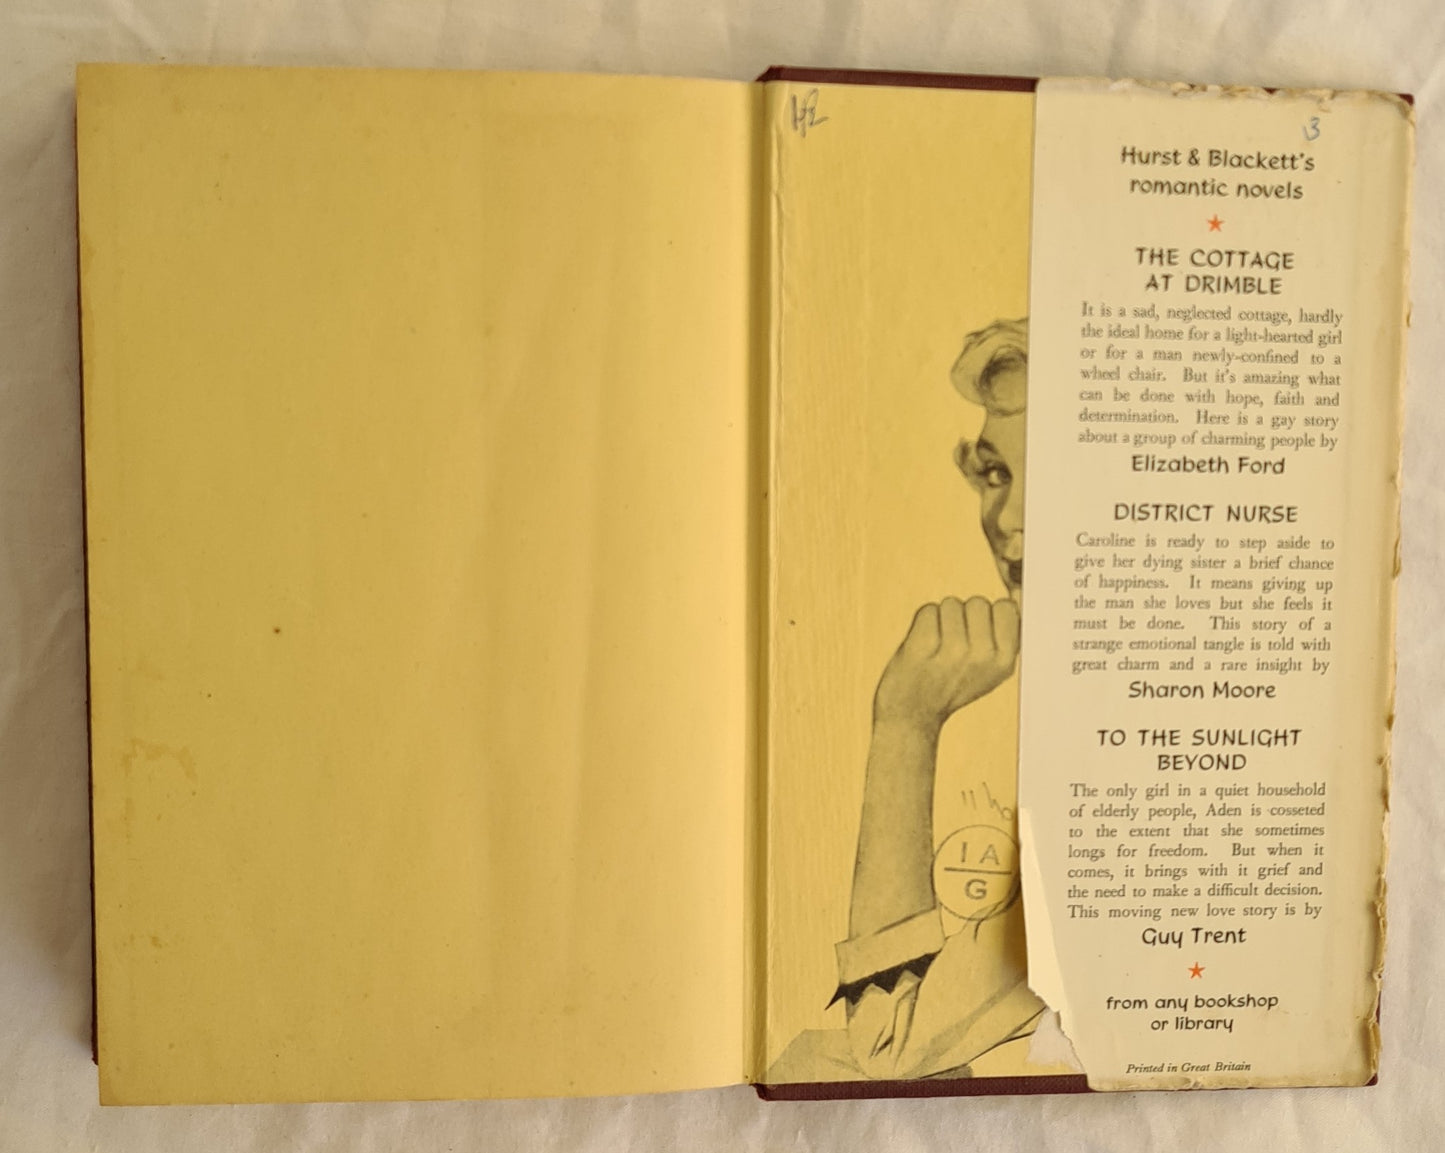 Hurst & Blackett's
romantic novels
THE COTTAGE
AT DRIMBLE
It is a sad, neglected cottage, hardly
the ideal home for a light-hearted girl
or for a man newly-confined to a
wheel chair. But it's amazing what
can be done with hope, faith and
determination. Here is a gay story
about a group of charming people by
Elizabeth Ford
DISTRICT NURSE
Caroline is ready to step aside to
give her dying sister a brief chance
of happiness. It means giving up
the man she loves but she feels it
must be done. This story of a
strange emotional tangle is told with
great charm and a rare insight by
Sharon Moore
TO THE SUNLIGHT
BEYOND
The only girl in a quiet household
of elderly people, Aden is cosseted
to the extent that she sometimes
longs for freedom. But when it
comes, it brings with it grief and
the need to make a difficult decision.
This moving new love story is by
Guy Trent
from any bookshop
or library
Printed in Great Britain
I A
G